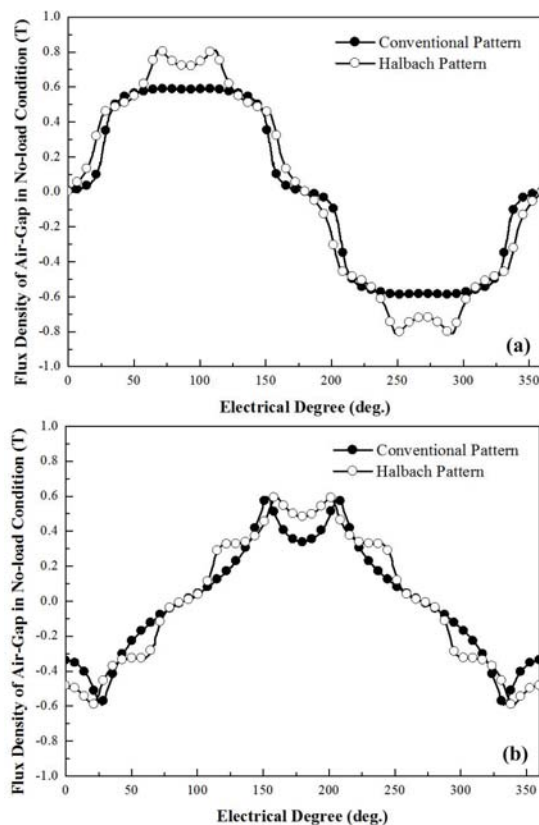 Flux Density of Air-Gap in No-load Condition (T)
1.0
0.8
0.6
0.4
0.2
0.0
-0.2
-0.4
-0.6
-0.8
-1.0
Conventional Pattern
Halbach Pattern
(a)
0 50 100 150 200 250 300 350
Electrical Degree (deg.)
Flux Density of Air-Gap in No-load Condition (T)
1.0
0.8
0.6
0.4
0.2
0.0
-0.2
-0.4
-0.6
-0.8
-1.0
Conventional Pattern
Halbach Pattern
(b)
0 50 100 150 200 250 300 350
Electrical Degree (deg.)